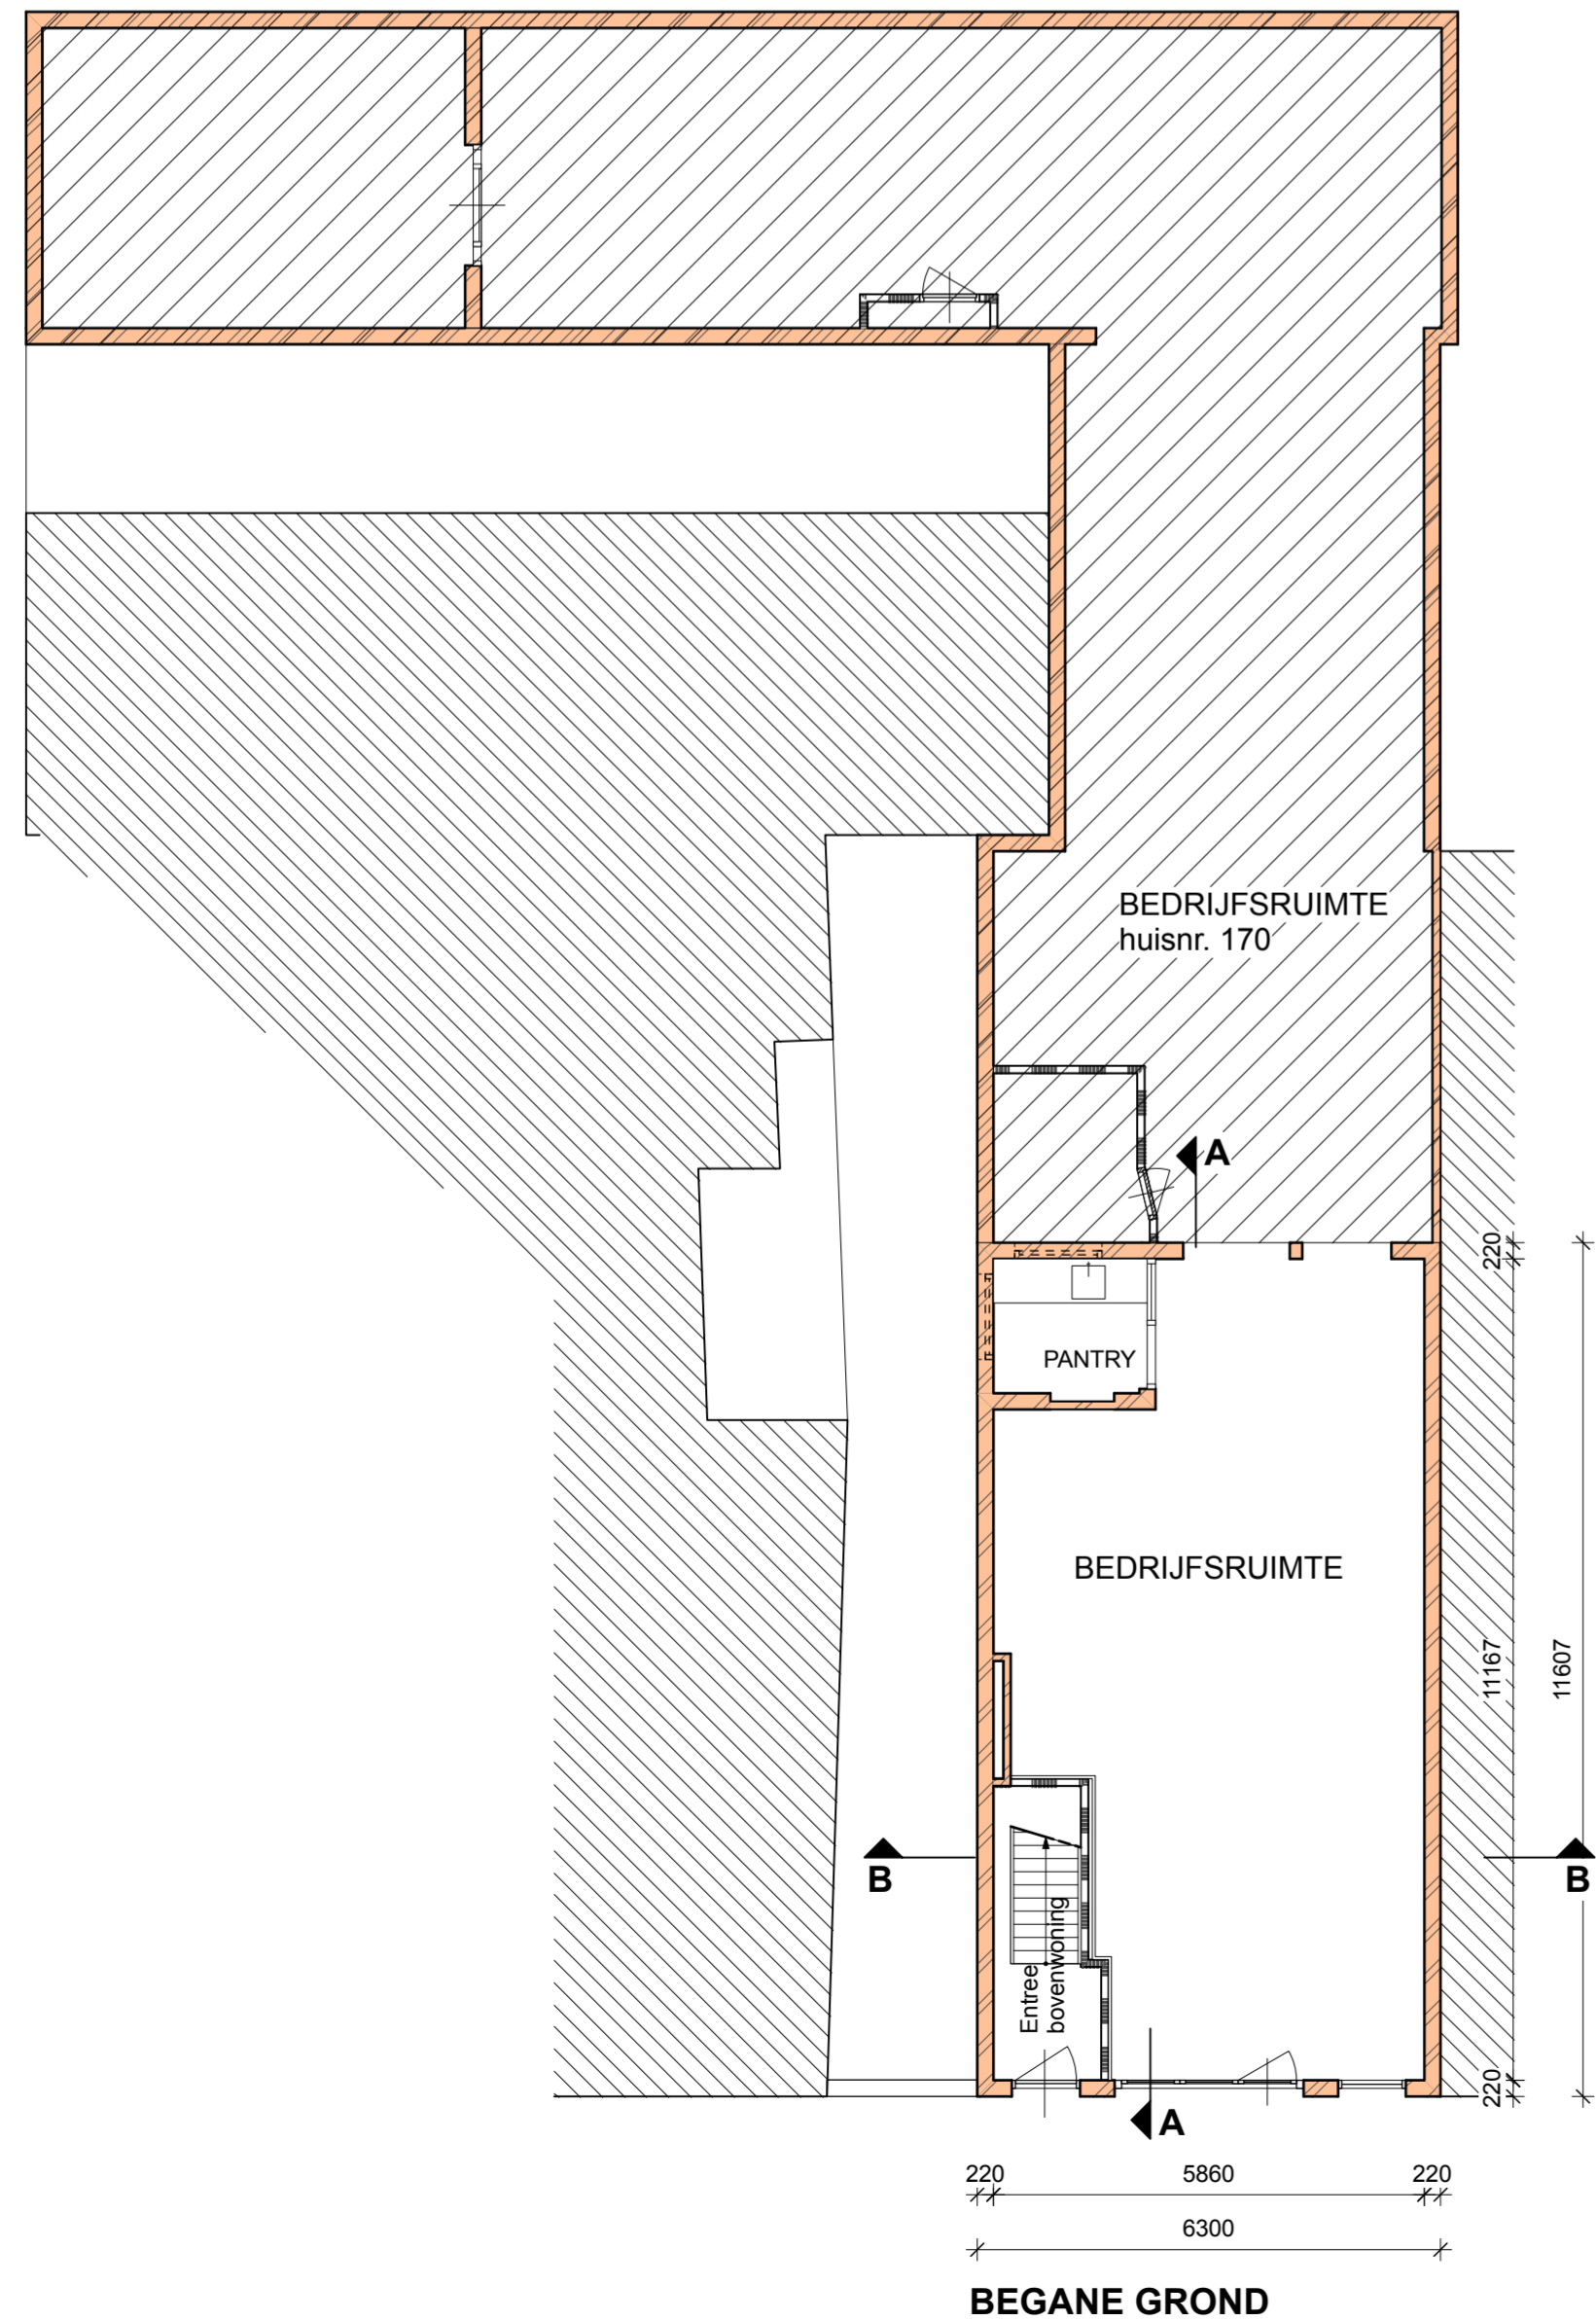 BEDRIJFSRUIMTE
huisnr. 170
A
220
PANTRY
BEDRIJFSRUIMTE
11167
11607
B
B
Entree
bovenwoning
220
A
220
5860
220
6300
BEGANE GROND